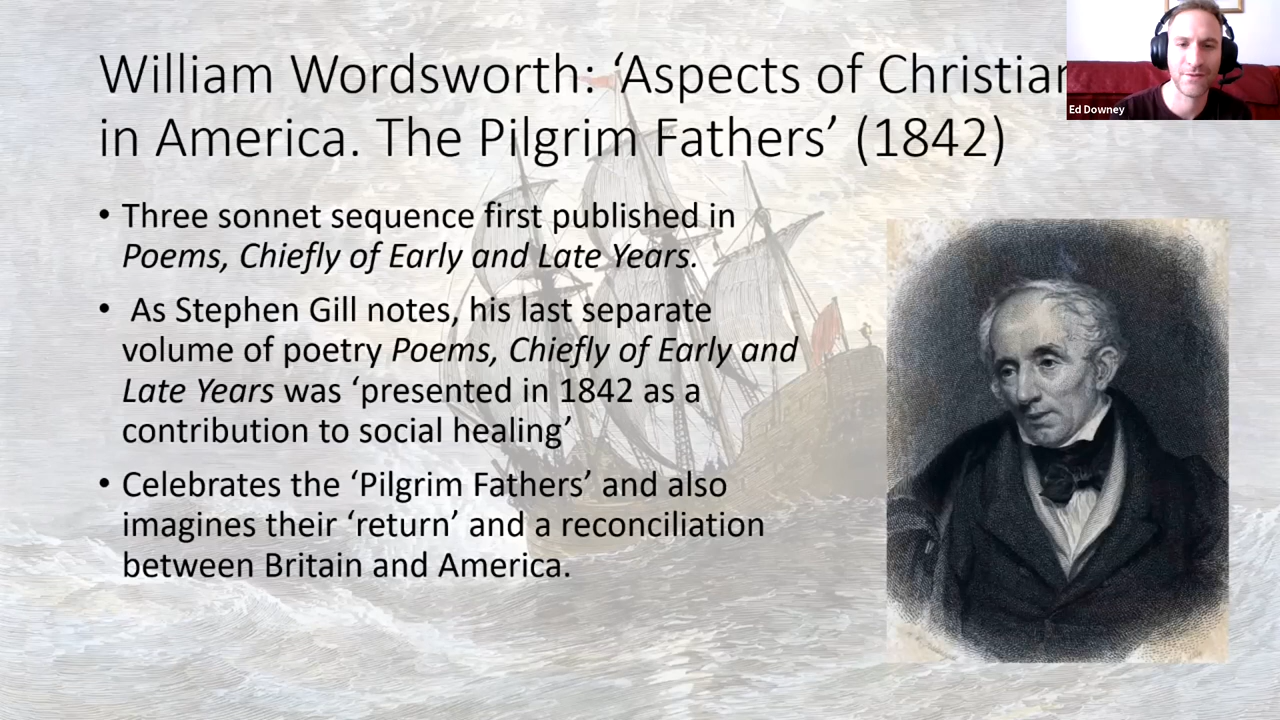 William Wordsworth: ‘Aspects of Christian
in America. The Pilgrim Fathers’ (1842)
Ed Downey
• Three sonnet sequence first published in
Poems, Chiefly of Early and Late Years.
• As Stephen Gill notes, his last separate
volume of poetry Poems, Chiefly of Early and
Late Years was ‘presented in 1842 as a
contribution to social healing’
• Celebrates the ‘Pilgrim Fathers’ and also
imagines their ‘return’ and a reconciliation
between Britain and America.